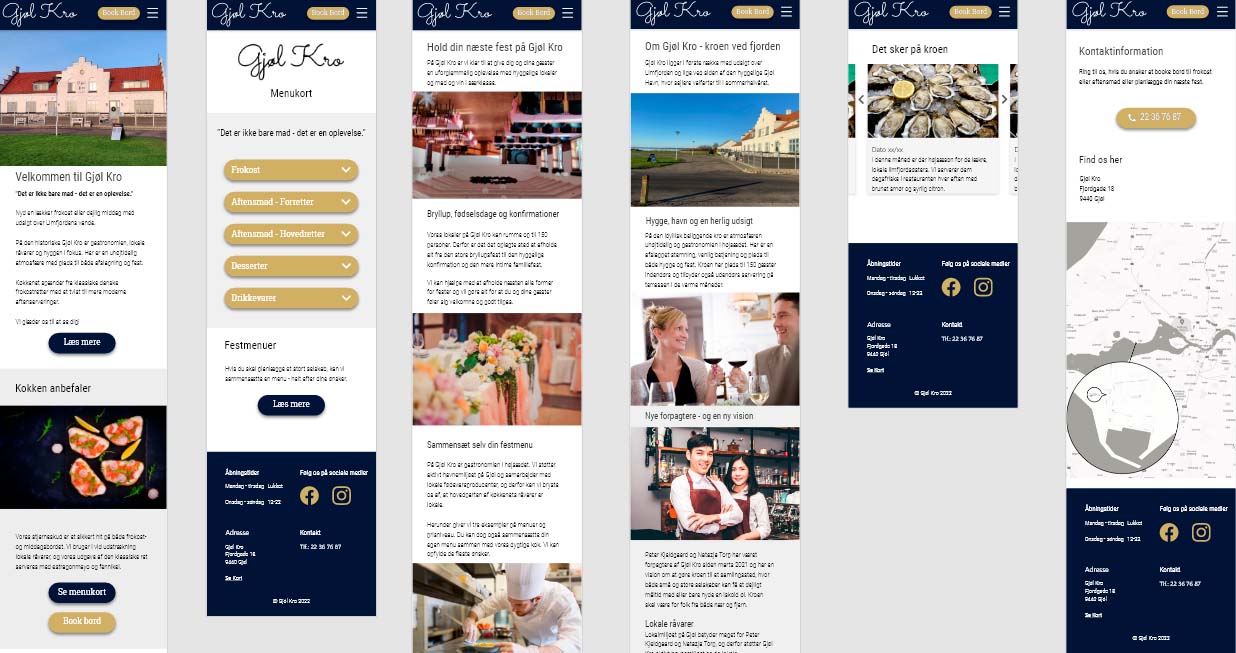 Gjøl Kro
Book Bord
Velkommen til Gjøl Kro
"Det er ikke bare mad - det er en oplevelse."
Nyd en lækker frokost eller dejlig middag med
udsigt over Limfjordens vande.
På den historiske Gjøl Kro er gastronomien, lokale
råvarer og hyggen i fokus. Her er en uhøjtidelig
atmosfære med plads til både afslapning og fest.
Køkkenet spænder fra klassiske danske
frokostretter med et tvist til mere moderne
aftenserveringer.
Vi glæder os til at se dig!
Læs mere
Kokken anbefaler
Vores stjerneskud er et sikkert hit på både frokost-
og middagsbordet. Vi bruger i vid udstrækning
lokale råvarer, og vores udgave af den klassiske ret
serveres med estragonmayo og fennikel.
Se menukort
Book bord
Gjøl Kro
Book Bord
Gjøl Kro
Menukort
"Det er ikke bare mad - det er en oplevelse."
Frokost
Aftensmad - Forretter
Aftensmad - Hovedretter
Desserter
Drikkevarer
Festmenuer
Hvis du skal planlægge et stort selskab, kan vi
sammensætte en menu - helt efter dine ønsker.
Læs mere
Åbningstider
Mandag - tirsdag Lukket
Onsdag - søndag 12-22
Følg os på sociale medier
Adresse
Gjøl Kro
Fjordgade 18
9440 Gjøl
Se Kort
Kontakt
Tlf.: 22 36 76 87
© Gjøl Kro 2022
Gjøl Kro
Book Bord
Hold din næste fest på Gjøl Kro
På Gjøl Kro er vi klar til at give dig og dine gæster
en uforglemmelig oplevelse med hyggelige lokaler
og mad og vin i særklasse.
Bryllup, fødselsdage og konfirmationer
Vores lokaler på Gjøl Kro kan rumme op til 150
personer. Derfor er det det oplagte sted at afholde
alt fra den store bryllupsfest til den hyggelige
konfirmation og den mere intime familiefest.
Vi kan hjælpe med at afholde næsten alle former
for fester og vil gøre alt for at du og dine gæster
føler sig velkomne og godt tilpas.
Sammensæt selv din festmenu
På Gjøl Kro er gastronomien i højsædet. Vi støtter
aktivt havnemiljøet på Gjøl og samarbejder med
lokale fødevareproducenter, og derfor kan vi bryste
os af, at hovedparten af køkkenets råvarer er
lokale.
Herunder giver vi tre eksempler på menuer og
prisniveau. Du kan dog også sammensætte din
egen menu sammen med vores dygtige kok. Vi kan
opfylde de fleste ønsker.
Gjøl Kro
Book Bord
Om Gjøl Kro - kroen ved fjorden
Gjøl Kro ligger i første række med udsigt over
Limfjorden og lige ved siden af den hyggelige Gjøl
Havn, hvor sejlere valfarter til i sommerhalvåret.
Hygge, havn og en herlig udsigt
På den idyllisk beliggende kro er atmosfæren
uhøjtidelig og gastronomien i højsædet. Her er en
afslappet stemning, venlig betjening og plads til
både hygge og fest. Kroen har plads til 150 gæster
indendørs og tilbyder også udendørs servering på
terrassen i de varme måneder.
Nye forpagtere - og en ny vision
Peter Kjeldgaard og Natazje Torg har været
forpagtere af Gjøl Kro siden marts 2021 og har en
vision om at gøre kroen til et samlingssted, hvor
både små og store selskaber kan få et dejligt
måltid mad eller bare nyde en iskold øl. Kroen
skal være for folk fra både nær og fjern.
Lokale råvarer
Lokalmiljøet på Gjøl betyder meget for Peter
Kjeldgaard og Natazje Torg, og derfor støtter Gjøl
Gjøl Kro
Book Bord
Det sker på kroen
Dato xx/xx
I denne måned er der højsæson for de lækre,
lokale limfjordsøsters. Vi serverer dem
dagsfriske i restauranten hver aften med
brunet smør og syrlig citron.
Åbningstider
Mandag - tirsdag Lukket
Onsdag - søndag 12-22
Følg os på sociale medier
Adresse
Gjøl Kro
Fjordgade 18
9440 Gjøl
Se Kort
Kontakt
Tlf.: 22 36 76 87
© Gjøl Kro 2022
Gjøl Kro
Book Bord
Kontaktinformation
Ring til os, hvis du ønsker at booke bord til frokost
eller aftensmad eller planlægge din næste fest.
22 36 76 87
Find os her
Gjøl Kro
Fjordgade 18
9440 Gjøl
Åbningstider
Mandag - tirsdag Lukket
Onsdag - søndag 12-22
Følg os på sociale medier
Adresse
Gjøl Kro
Fjordgade 18
9440 Gjøl
Se Kort
Kontakt
Tlf.: 22 36 76 87
© Gjøl Kro 2022